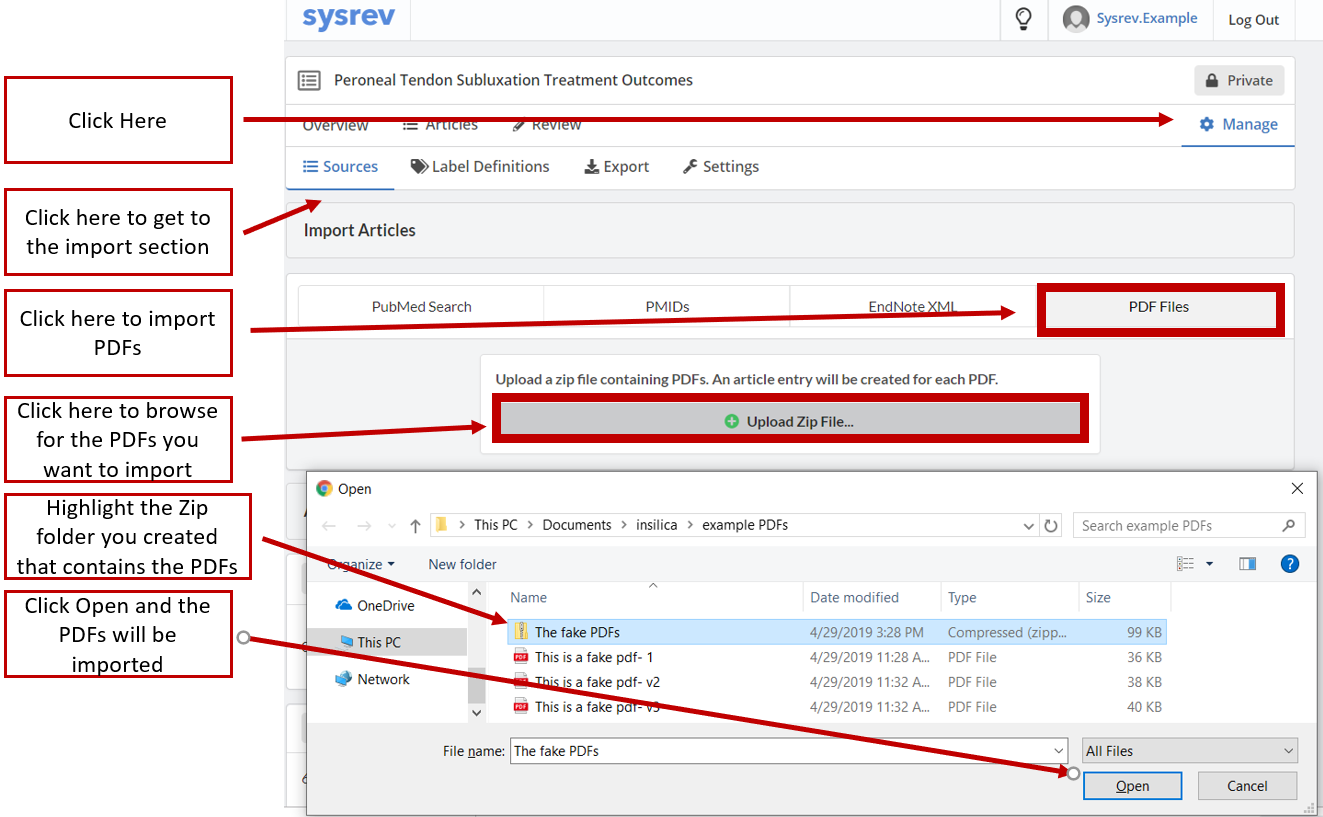 sysrev
Sysrev.Example
Log Out
Peroneal Tendon Subluxation Treatment Outcomes
Private
Click Here
Overview
Articles
Review
Manage
Sources
Label Definitions
Export
Settings
Click here to get to
the import section
Import Articles
Click here to import
PDFs
PubMed Search
PMIDs
EndNote XML
PDF Files
Upload a zip file containing PDFs. An article entry will be created for each PDF.
Click here to browse
for the PDFs you
want to import
Upload Zip File...
Open
Highlight the Zip
folder you created
that contains the PDFs
This PC
Documents
insilica
example PDFs
Search example PDFs
Organize
New folder
Click Open and the
PDFs will be
imported
OneDrive
This PC
Network
Name
Date modified
Type
Size
The fake PDFs
4/29/2019 3:28 PM
Compressed (zipp...
99 KB
This is a fake pdf- 1
4/29/2019 11:28 A...
PDF File
36 KB
This is a fake pdf- v2
4/29/2019 11:32 A...
PDF File
38 KB
This is a fake pdf- v3
4/29/2019 11:32 A...
PDF File
40 KB
File name:
The fake PDFs
All Files
Open
Cancel